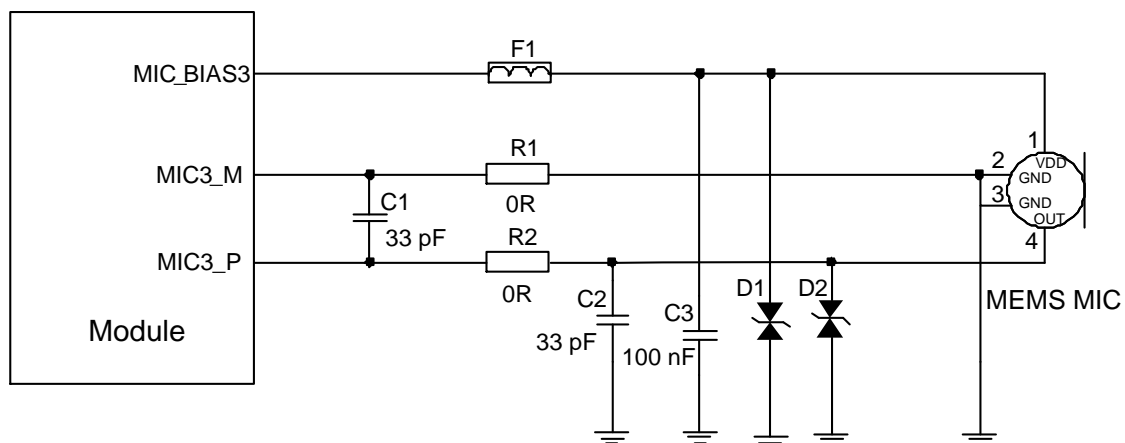 F1
MIC_BIAS3
R1
1
2
VDD
MIC3_M
GND
3
GND
C1
0R
OUT
33 pF
R2
4
MIC3_P
D1
D2
MEMS MIC
0R
C2
C3
Module
33 pF
100 nF